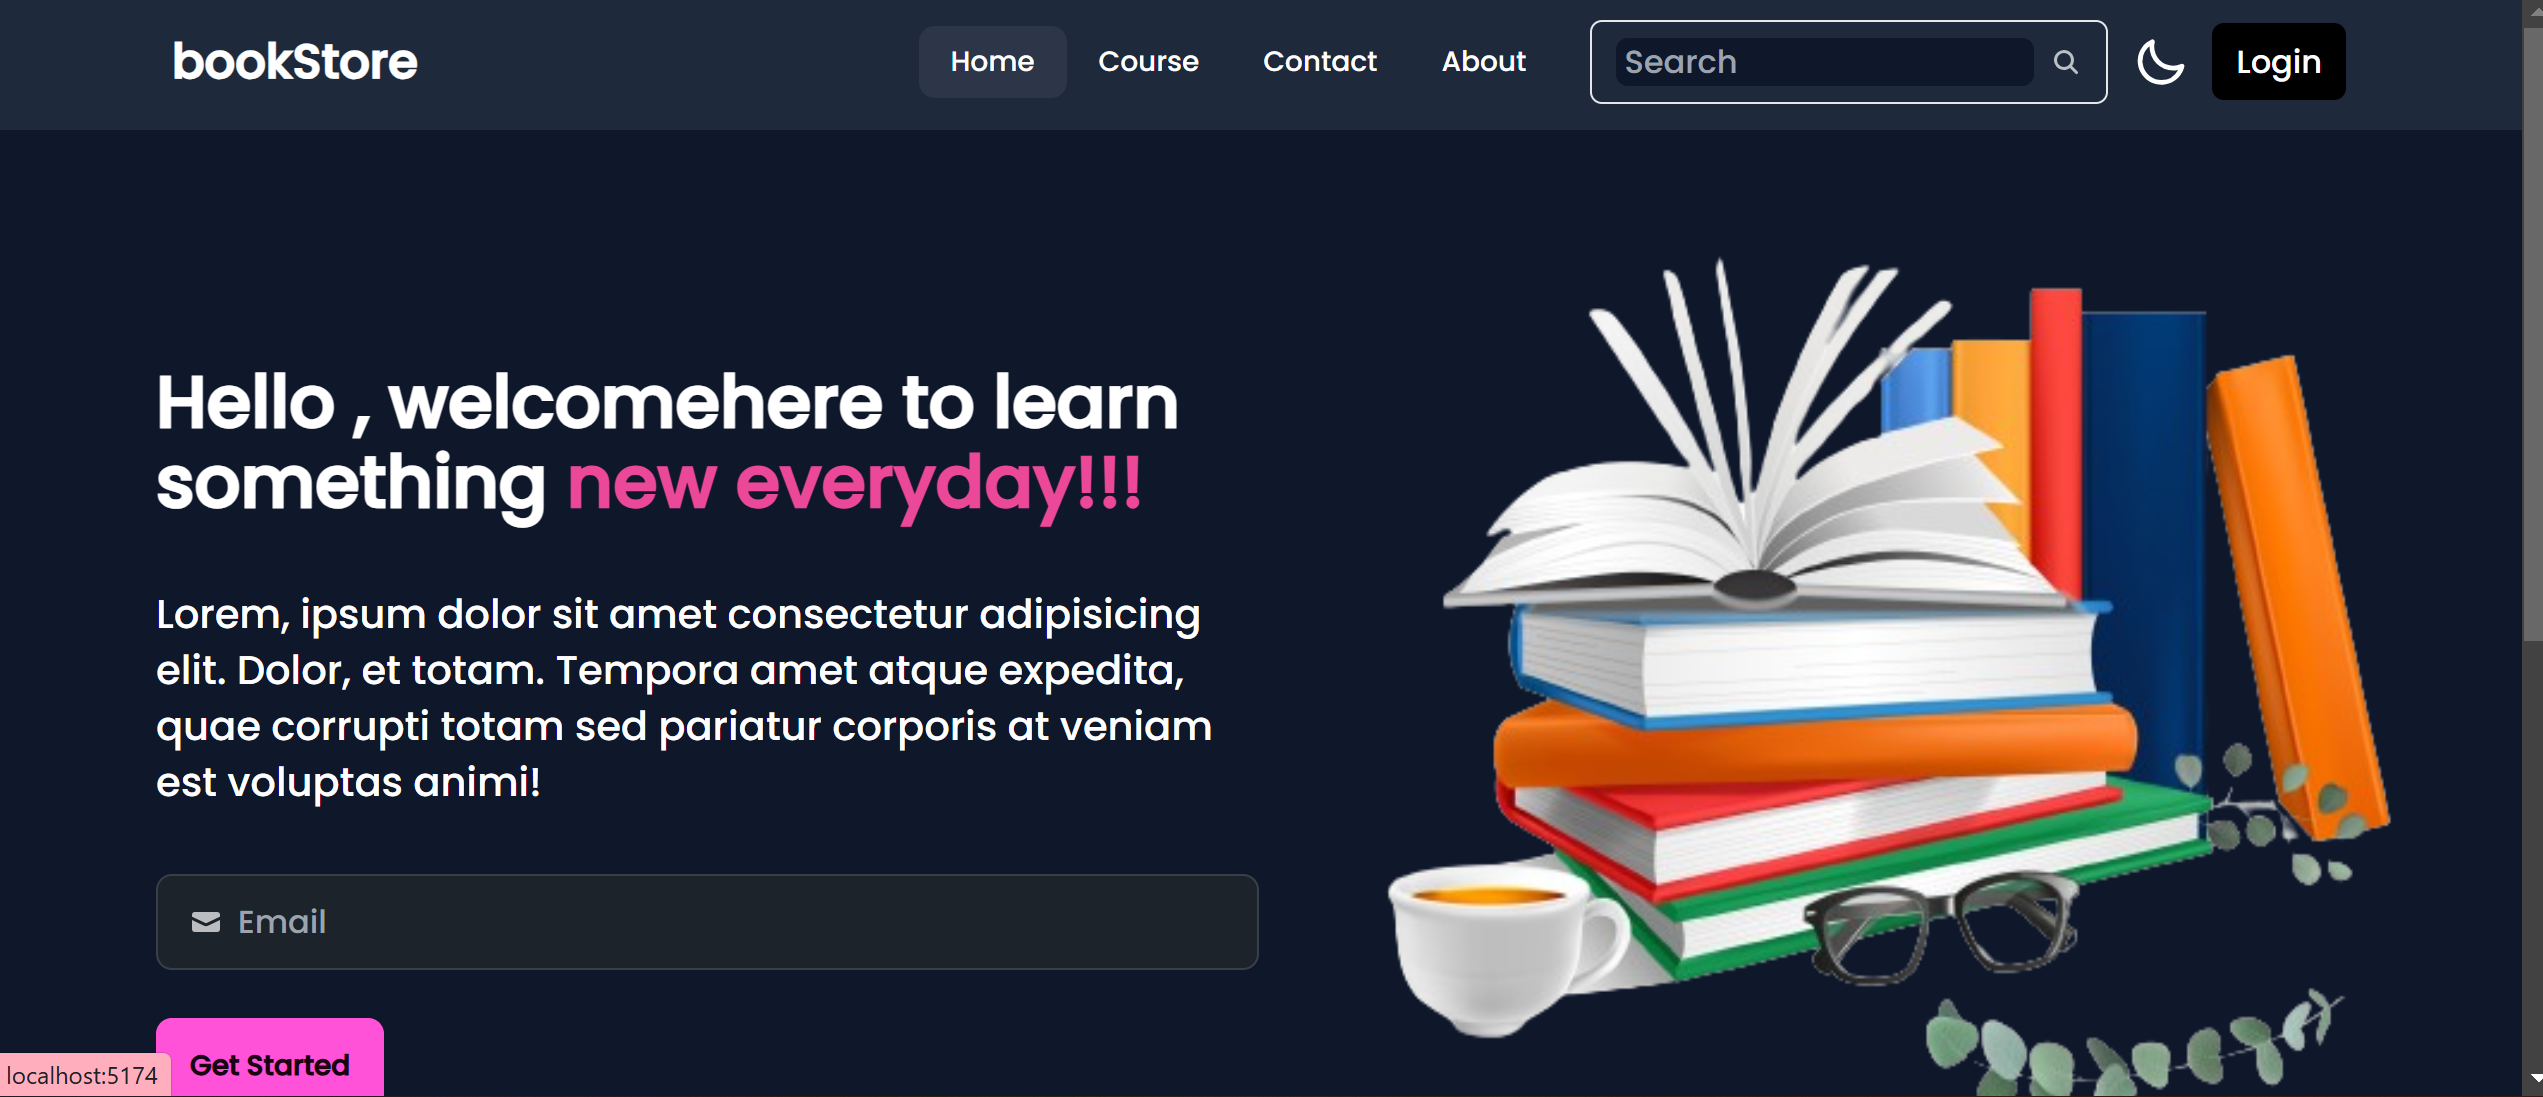 bookStore
Home Course Contact About Search Login
Hello , welcomehere to learn
something new everyday!!!
Lorem, ipsum dolor sit amet consectetur adipisicing
elit. Dolor, et totam. Tempora amet atque expedita,
quae corrupti totam sed pariatur corporis at veniam
est voluptas animi!
Email
Get Started
localhost:5174